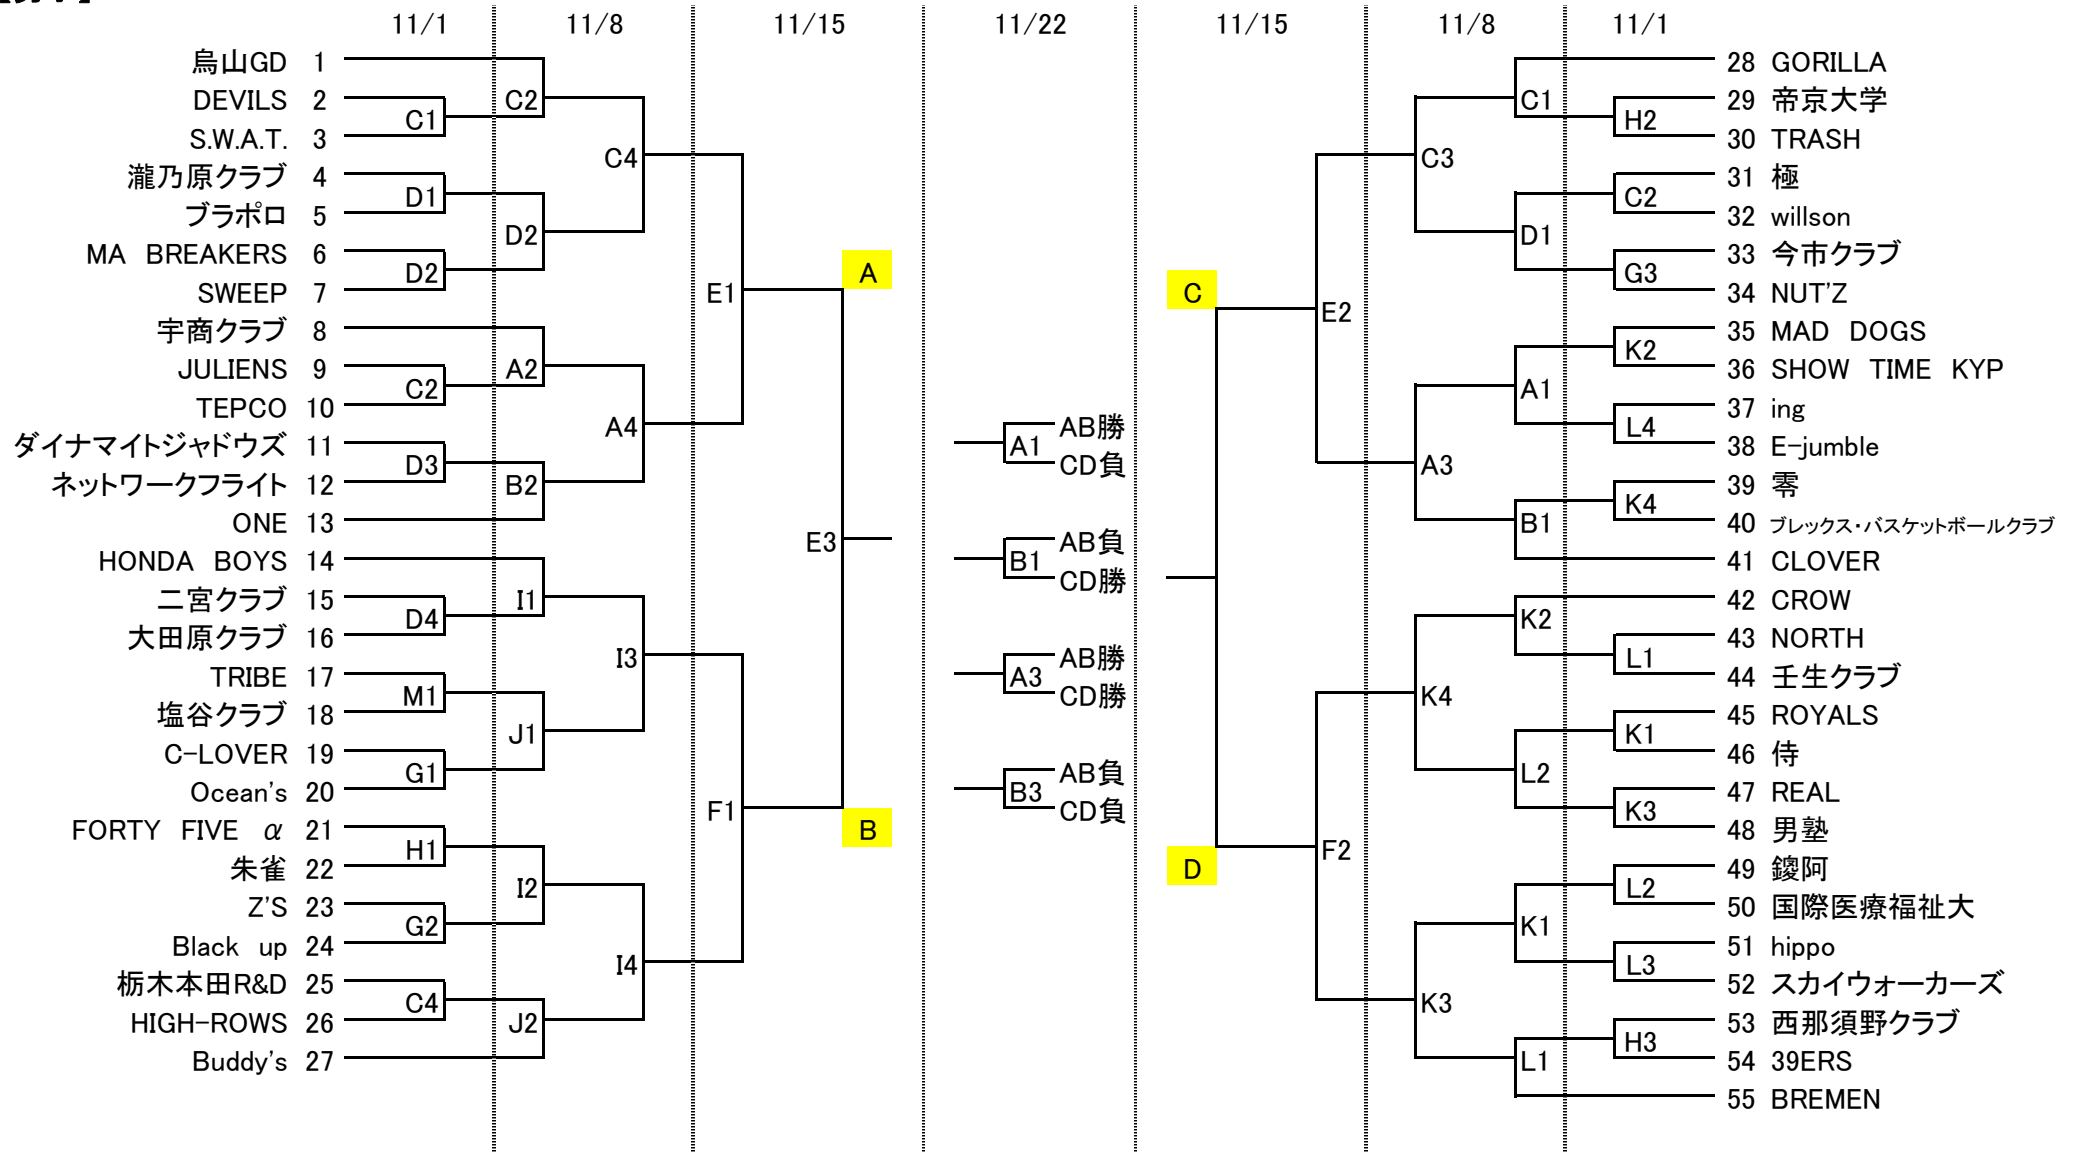 11/1 11/8 11/15 11/22 11/15 11/8 11/1
烏山GD 1
DEVILS 2
S.W.A.T. 3
瀧乃原クラブ 4
ブラポロ 5
MA BREAKERS 6
SWEEP 7
宇商クラブ 8
JULIENS 9
TEPCO 10
ダイナマイトジャドウズ 11
ネットワークフライト 12
ONE 13
HONDA BOYS 14
二宮クラブ 15
大田原クラブ 16
TRIBE 17
塩谷クラブ 18
C-LOVER 19
Ocean's 20
FORTY FIVE α 21
朱雀 22
Z'S 23
Black up 24
栃木本田R&D 25
HIGH-ROWS 26
Buddy's 27
C1
D1
D2
C2
D3
D4
M1
G1
H1
G2
C4
C2
D2
A2
B2
I1
J1
I2
J2
C4
A4
I3
I4
E1
F1
A
E3
B
A1
AB勝
CD負
B1
AB負
CD勝
A3
AB勝
CD勝
B3
AB負
CD負
C
D
E2
F2
C3
A3
K4
K3
C1
D1
A1
B1
K2
L2
K1
L1
H2
C2
G3
K2
L4
K4
L1
K1
K3
L2
L3
H3
28 GORILLA
29 帝京大学
30 TRASH
31 極
32 willson
33 今市クラブ
34 NUT'Z
35 MAD DOGS
36 SHOW TIME KYP
37 ing
38 E-jumble
39 零
40 ブレックス・バスケットボールクラブ
41 CLOVER
42 CROW
43 NORTH
44 壬生クラブ
45 ROYALS
46 侍
47 REAL
48 男塾
49 鑁阿
50 国際医療福祉大
51 hippo
52 スカイウォーカーズ
53 西那須野クラブ
54 39ERS
55 BREMEN